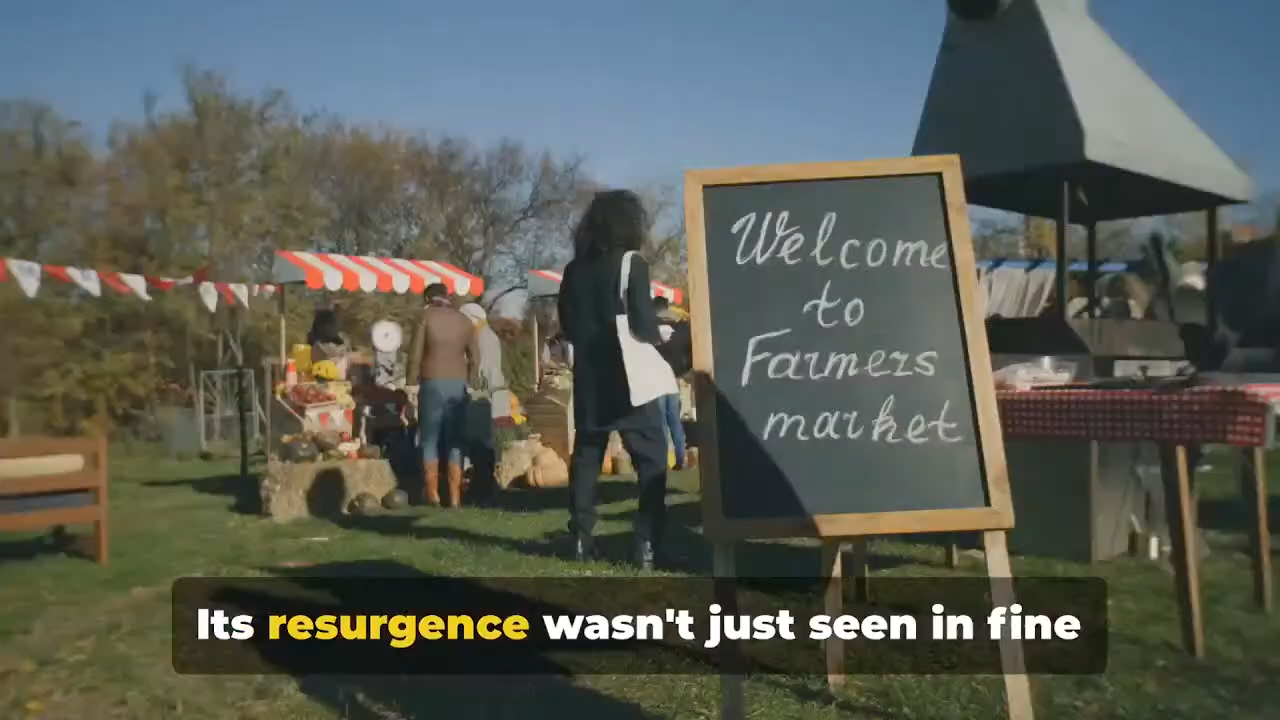 Welcome
to
Farmers
market
Its resurgence wasn't just seen in fine